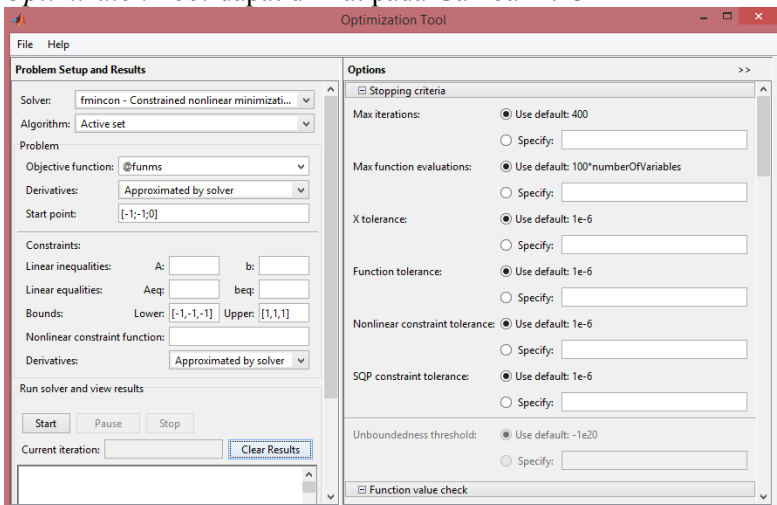 Optimization Tool
File Help
Problem Setup and Results
Solver: fmincon - Constrained nonlinear minimizati...
Algorithm: Active set
Problem
Objective function: @funms
Derivatives: Approximated by solver
Start point: [-1;-1;0]
Constraints:
Linear inequalities: A: b:
Linear equalities: Aeq: beq:
Bounds: Lower: [-1,-1,-1] Upper: [1,1,1]
Nonlinear constraint function:
Derivatives: Approximated by solver
Run solver and view results
Start Pause Stop
Current iteration: Clear Results
Options >>
Stopping criteria
Max iterations: Use default: 400
Specify:
Max function evaluations: Use default: 100*numberOfVariables
Specify:
X tolerance: Use default: 1e-6
Specify:
Function tolerance: Use default: 1e-6
Specify:
Nonlinear constraint tolerance: Use default: 1e-6
Specify:
SQP constraint tolerance: Use default: 1e-6
Specify:
Unboundedness threshold: Use default: -1e20
Specify:
Function value check